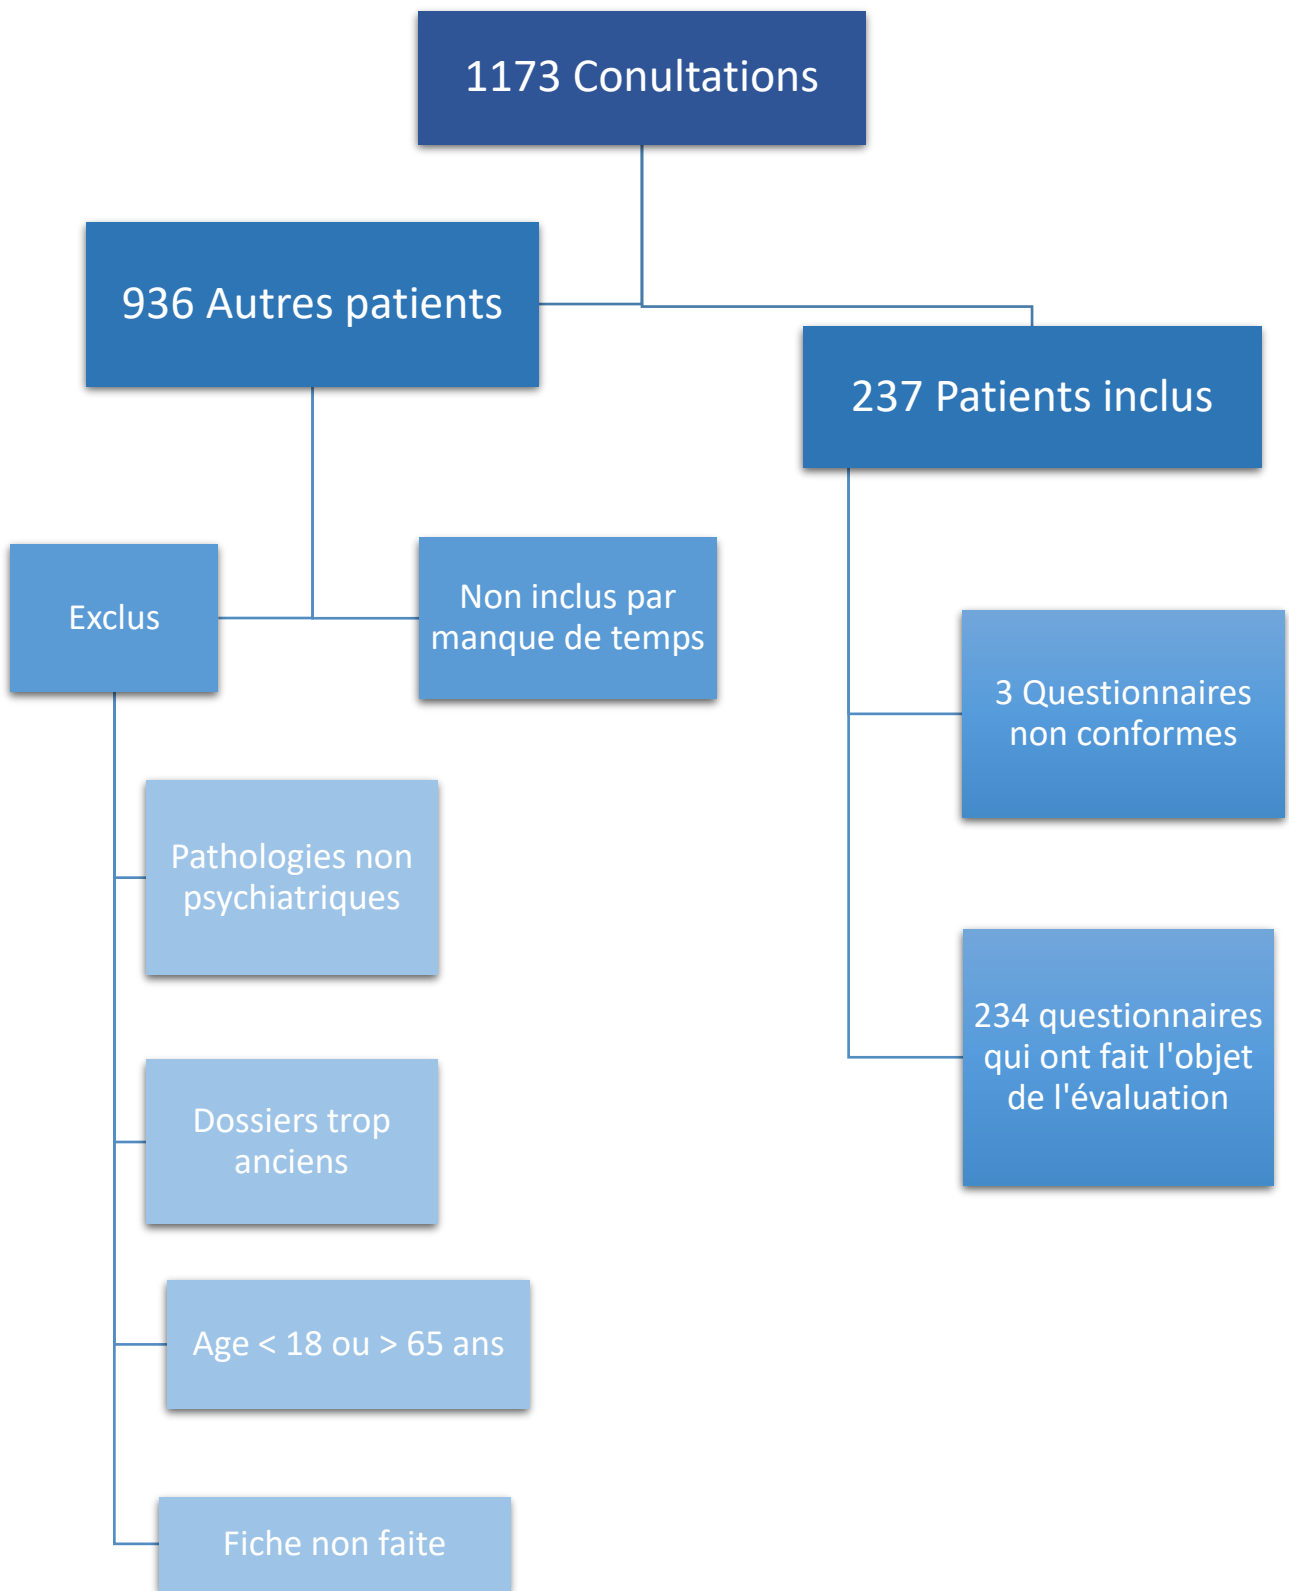 1173 Conultations
936 Autres patients
237 Patients inclus
Exclus
Non inclus par
manque de temps
3 Questionnaires
non conformes
Pathologies non
psychiatriques
234 questionnaires
qui ont fait l'objet
de l'évaluation
Dossiers trop
anciens
Age < 18 ou > 65 ans
Fiche non faite